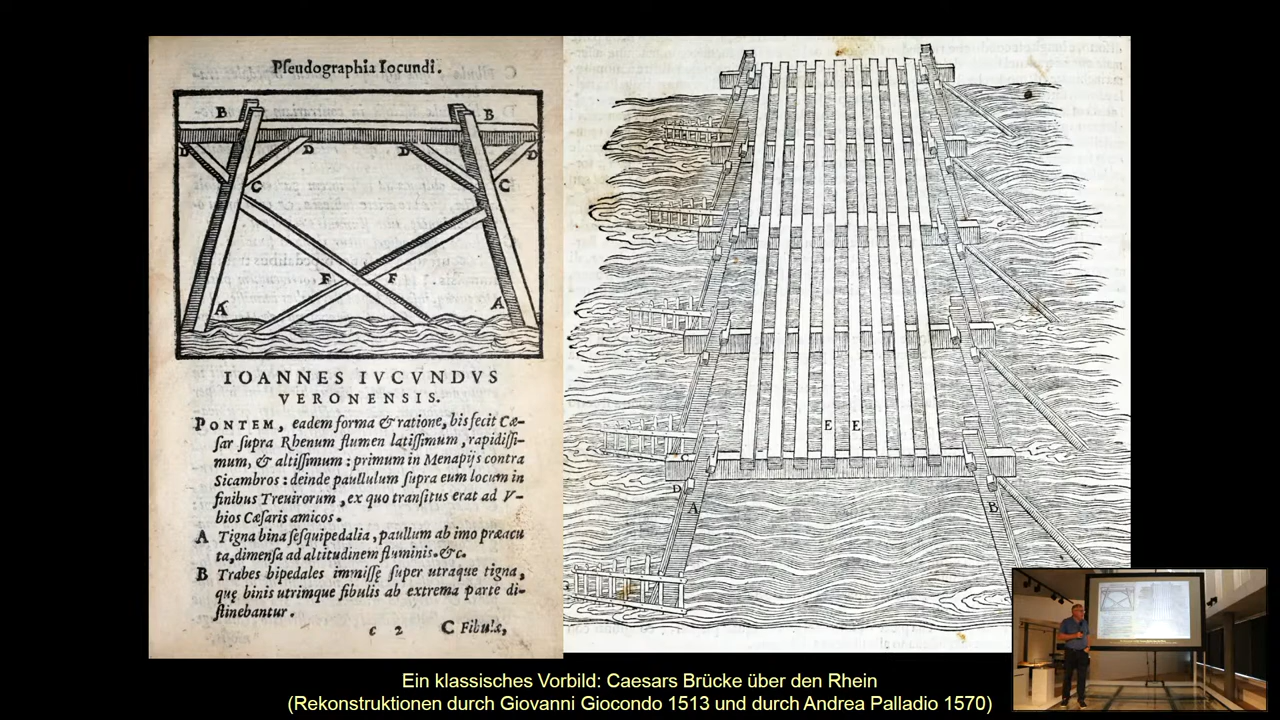 Pſeudographia Iocundi.
B B
D D D D
C C
F F
A A
IOANNES IVCVNDVS
VERONENSIS.
PONTEM, eadem forma & ratione, bis fecit Cæ-
ſar ſupra Rhenum flumen latiſſimum, rapidiſſi-
mum, & altiſſimum: primum in Menapijs contra
Sicambros: deinde paullulum ſupra eum locum in
finibus Treuirorum, ex quo tranſitus erat ad V-
bios Cæſaris amicos.
A Tigna bina ſeſquipedalia, paullum ab imo præacu
ta, dimenſa ad altitudinem fluminis. &c.
B Trabes bipedales immiſſę ſuper utraque tigna,
quę binis utrimque fibulis ab extrema parte di-
ſtinebantur.
c 2 C Fibulæ,
E E
D
A B
Ein klassisches Vorbild: Caesars Brücke über den Rhein
(Rekonstruktionen durch Giovanni Giocondo 1513 und durch Andrea Palladio 1570)